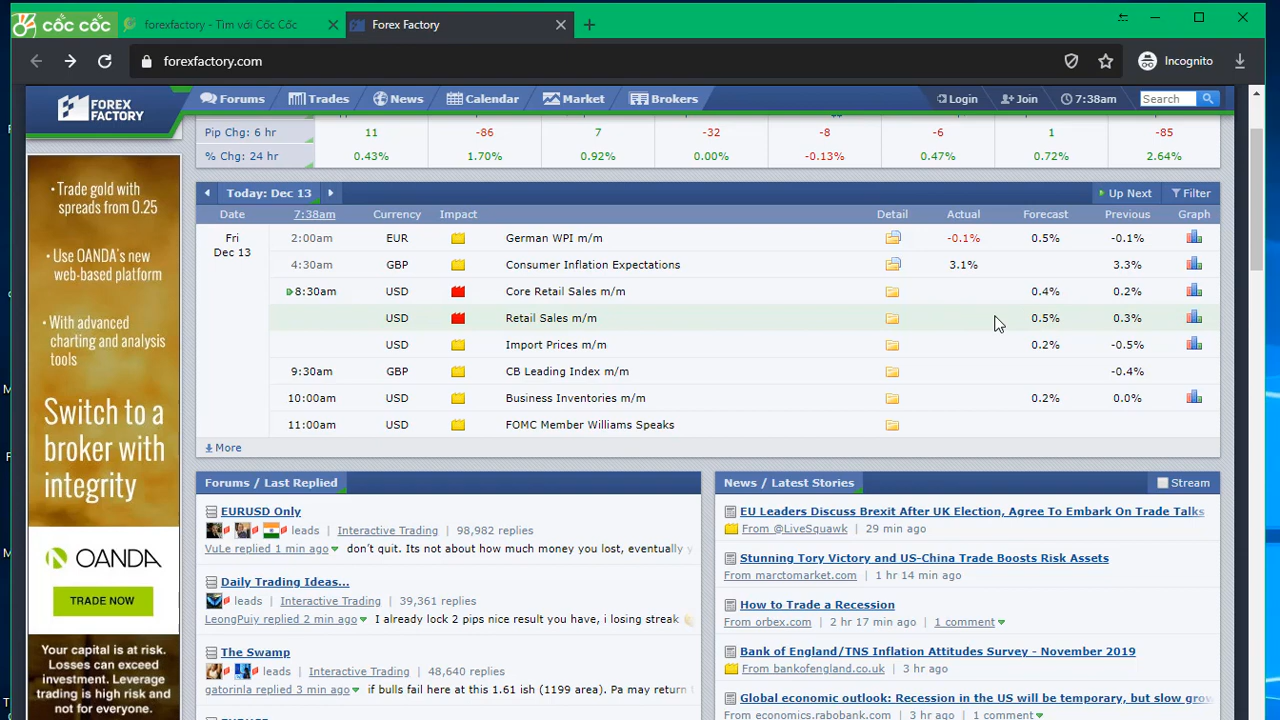 cốc cốc
forexfactory - Tìm với Cốc Cốc
Forex Factory
forexfactory.com
Incognito
FOREX FACTORY
Forums
Trades
News
Calendar
Market
Brokers
Login
Join
7:38am
Search
Pip Chg: 6 hr 11 -86 7 -32 -8 -6 1 -85
% Chg: 24 hr 0.43% 1.70% 0.92% 0.00% -0.13% 0.47% 0.72% 2.64%
Today: Dec 13
Up Next
Filter
Date 7:38am Currency Impact Detail Actual Forecast Previous Graph
Fri
Dec 13
2:00am EUR German WPI m/m -0.1% 0.5% -0.1%
4:30am GBP Consumer Inflation Expectations 3.1% 3.3%
8:30am USD Core Retail Sales m/m 0.4% 0.2%
USD Retail Sales m/m 0.5% 0.3%
USD Import Prices m/m 0.2% -0.5%
9:30am GBP CB Leading Index m/m -0.4%
10:00am USD Business Inventories m/m 0.2% 0.0%
11:00am USD FOMC Member Williams Speaks
More
• Trade gold with
spreads from 0.25
• Use OANDA's new
web-based platform
• With advanced
charting and analysis
tools
Switch to a
broker with
integrity
OANDA
TRADE NOW
Your capital is at risk.
Losses can exceed
investment. Leverage
trading is high risk and
not for everyone.
Forums / Last Replied
EURUSD Only
leads | Interactive Trading | 98,982 replies
VuLe replied 1 min ago don't quit. Its not about how much money you lost, eventually
Daily Trading Ideas...
leads | Interactive Trading | 39,361 replies
LeongPuiy replied 2 min ago I already lock 2 pips nice result you have, i losing streak
The Swamp
leads | Interactive Trading | 48,640 replies
gatorinla replied 3 min ago if bulls fail here at this 1.61 ish (1199 area). Pa may return
News / Latest Stories
Stream
EU Leaders Discuss Brexit After UK Election, Agree To Embark On Trade Talks
From @LiveSquawk | 29 min ago
Stunning Tory Victory and US-China Trade Boosts Risk Assets
From marctomarket.com | 1 hr 14 min ago
How to Trade a Recession
From orbex.com | 2 hr 17 min ago | 1 comment
Bank of England/TNS Inflation Attitudes Survey - November 2019
From bankofengland.co.uk | 3 hr ago
Global economic outlook: Recession in the US will be temporary, but slow
From economics.rabobank.com | 3 hr ago | 1 comment